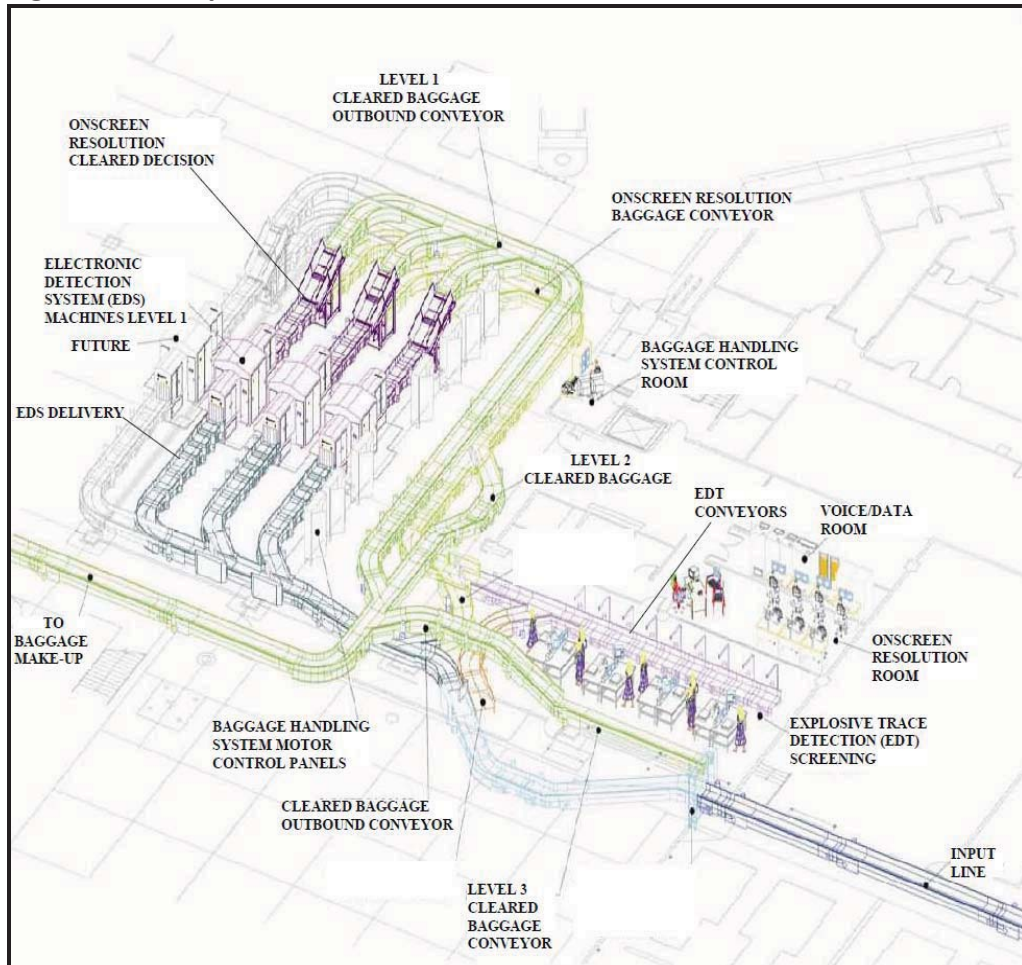 LEVEL 1
CLEARED BAGGAGE
OUTBOUND CONVEYOR
ONSCREEN
RESOLUTION
CLEARED DECISION
ONSCREEN RESOLUTION
BAGGAGE CONVEYOR
ELECTRONIC
DETECTION
SYSTEM (EDS)
MACHINES LEVEL 1
FUTURE
BAGGAGE HANDLING
SYSTEM CONTROL
ROOM
EDS DELIVERY
LEVEL 2
CLEARED BAGGAGE
EDT
CONVEYORS
VOICE/DATA
ROOM
TO
BAGGAGE
MAKE-UP
ONSCREEN
RESOLUTION
ROOM
BAGGAGE HANDLING
SYSTEM MOTOR
CONTROL PANELS
EXPLOSIVE TRACE
DETECTION (EDT)
SCREENING
CLEARED BAGGAGE
OUTBOUND CONVEYOR
INPUT
LINE
LEVEL 3
CLEARED
BAGGAGE
CONVEYOR